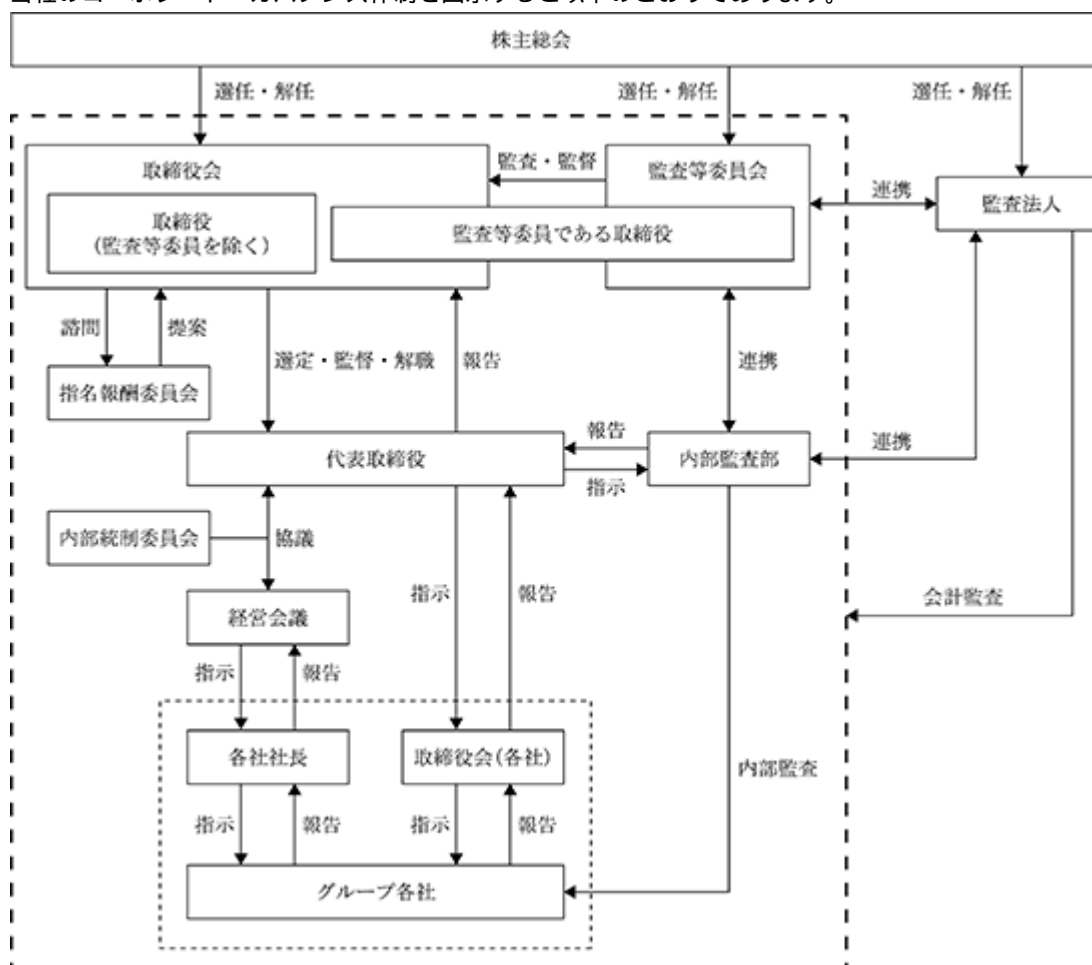 当社のコーポレート・ガバナンス体制を図示すると以下のとおりであります。
株主総会
選任・解任
選任・解任
選任・解任
取締役会
監査・監督
監査等委員会
連携
監査法人
取締役
(監査等委員を除く)
監査等委員である取締役
諮問
提案
選定・監督・解職
報告
連携
指名報酬委員会
代表取締役
報告
指示
内部監査部
連携
内部統制委員会
協議
指示
報告
会計監査
経営会議
指示
報告
各社社長
取締役会(各社)
内部監査
指示
報告
指示
報告
グループ各社